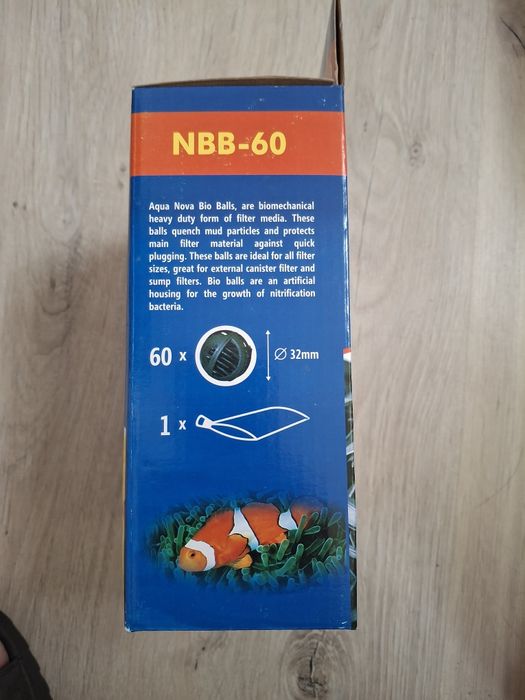 NBB-60
Aqua Nova Bio Balls, are biomechanical
heavy duty form of filter media. These
balls quench mud particles and protects
main filter material against quick
plugging. These balls are ideal for all filter
sizes, great for external canister filter and
sump filters. Bio balls are an artificial
housing for the growth of nitrification
bacteria.
60 x
Ø 32mm
1 x